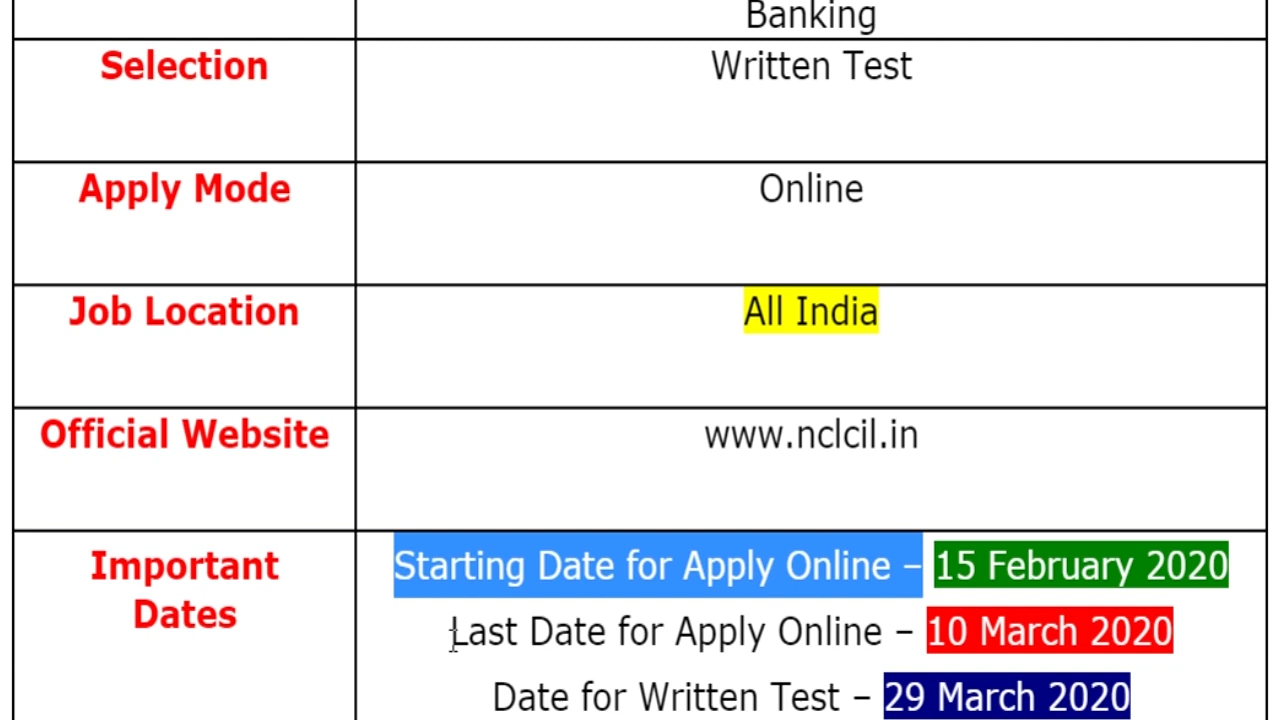 Banking
Selection Written Test
Apply Mode Online
Job Location All India
Official Website www.nclcil.in
Important Dates Starting Date for Apply Online – 15 February 2020
Last Date for Apply Online – 10 March 2020
Date for Written Test – 29 March 2020